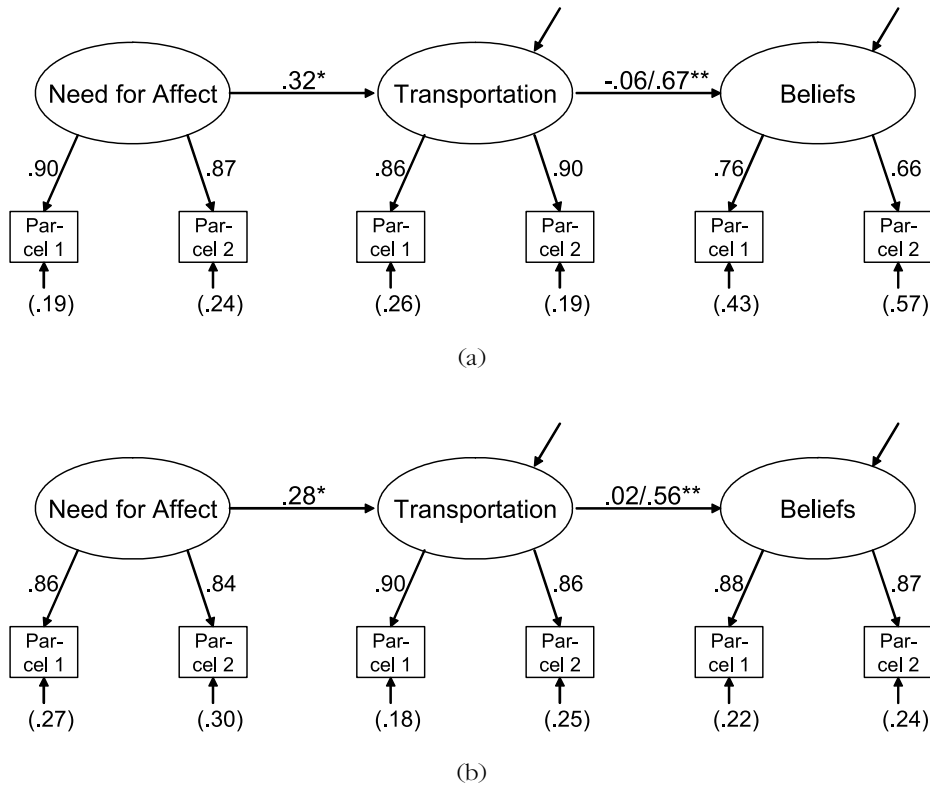 Need for Affect
.32*
Transportation
-.06/.67**
Beliefs
.90
.87
.86
.90
.76
.66
Par-
cel 1
Par-
cel 2
Par-
cel 1
Par-
cel 2
Par-
cel 1
Par-
cel 2
(.19)
(.24)
(.26)
(.19)
(.43)
(.57)
(a)
Need for Affect
.28*
Transportation
.02/.56**
Beliefs
.86
.84
.90
.86
.88
.87
Par-
cel 1
Par-
cel 2
Par-
cel 1
Par-
cel 2
Par-
cel 1
Par-
cel 2
(.27)
(.30)
(.18)
(.25)
(.22)
(.24)
(b)